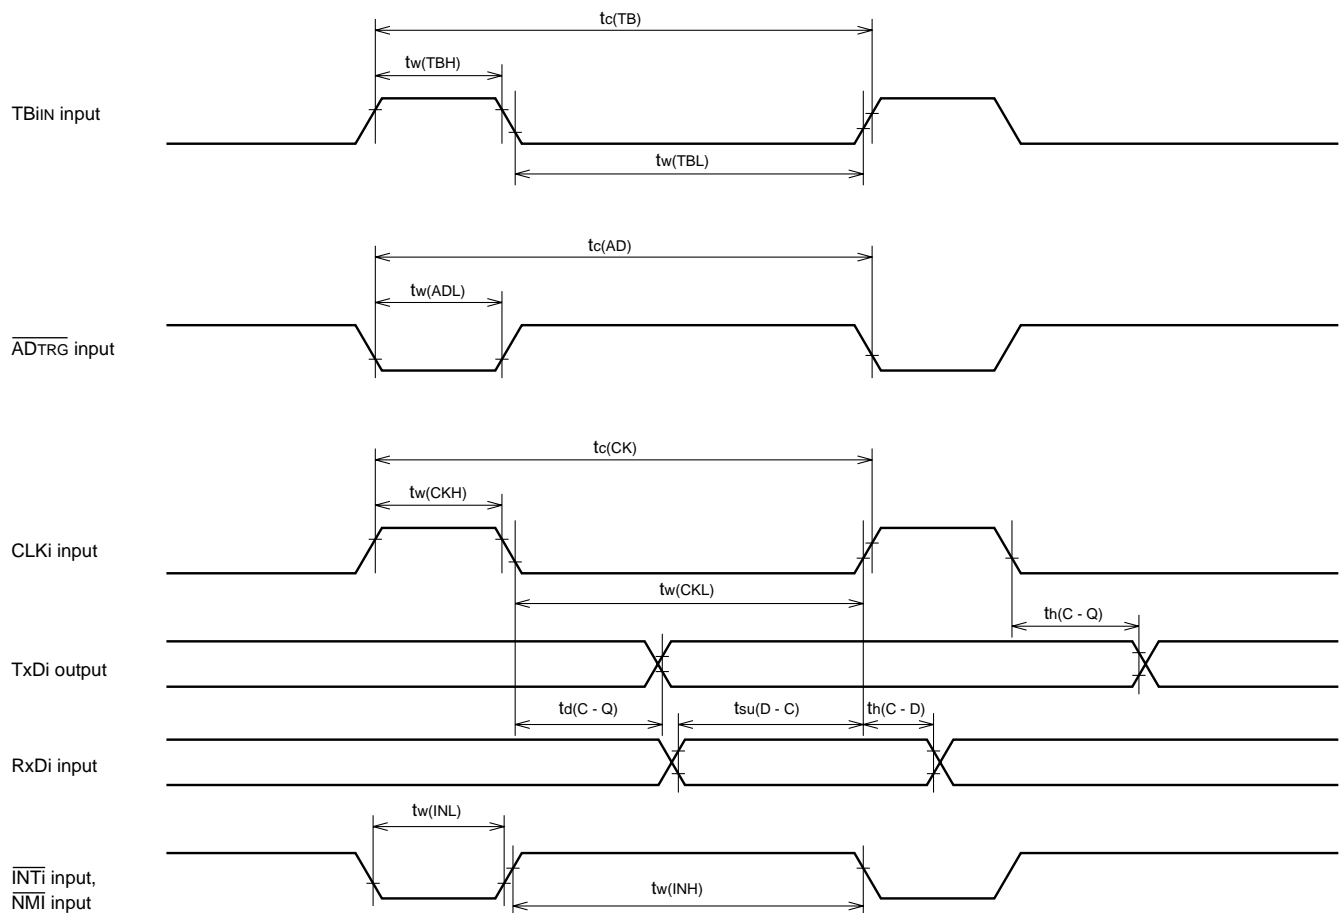 tc(TB)
tw(TBH)
TBiIN input
tw(TBL)
tc(AD)
tw(ADL)
ADTRG input
tc(CK)
tw(CKH)
CLKi input
tw(CKL)
th(C - Q)
TxDi output
td(C - Q) tsu(D - C) th(C - D)
RxDi input
tw(INL)
INTi input,
tw(INH)
NMI input